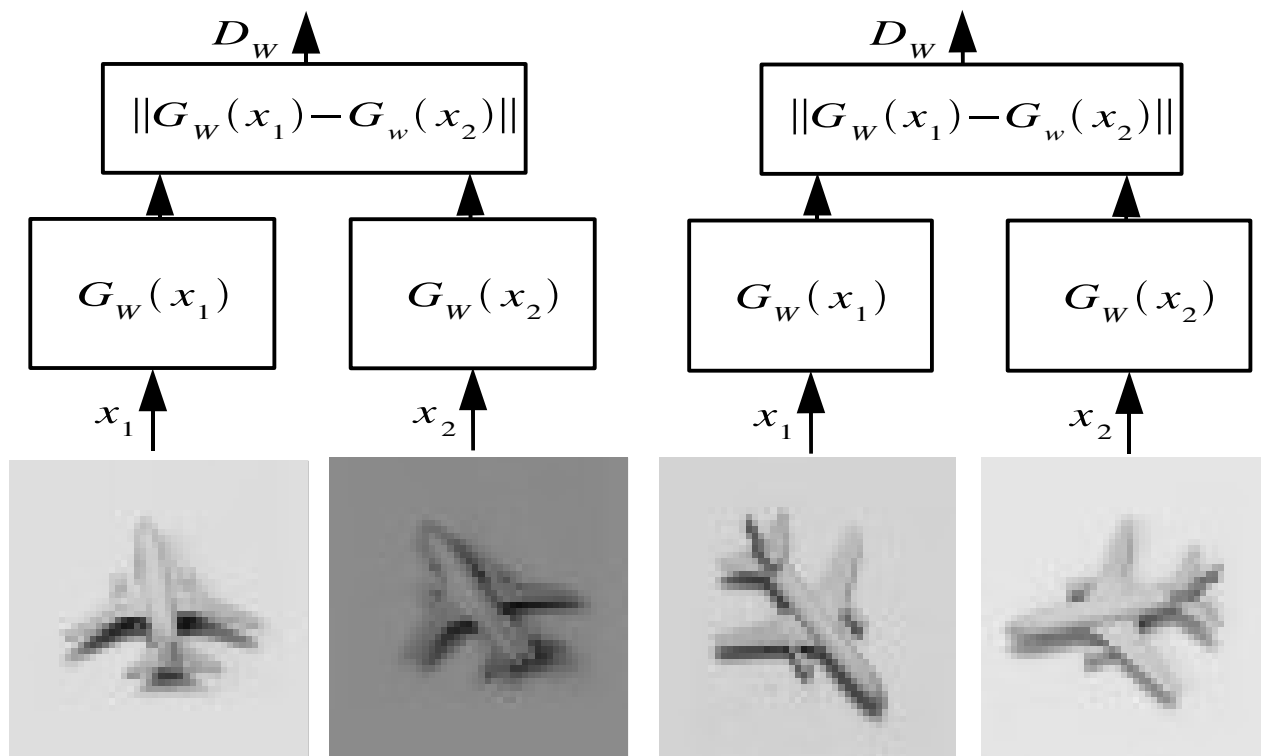 D_W D_W
||G_W(x_1)−G_w(x_2)|| ||G_W(x_1)−G_w(x_2)||
G_W(x_1) G_W(x_2) G_W(x_1) G_W(x_2)
x_1 x_2 x_1 x_2